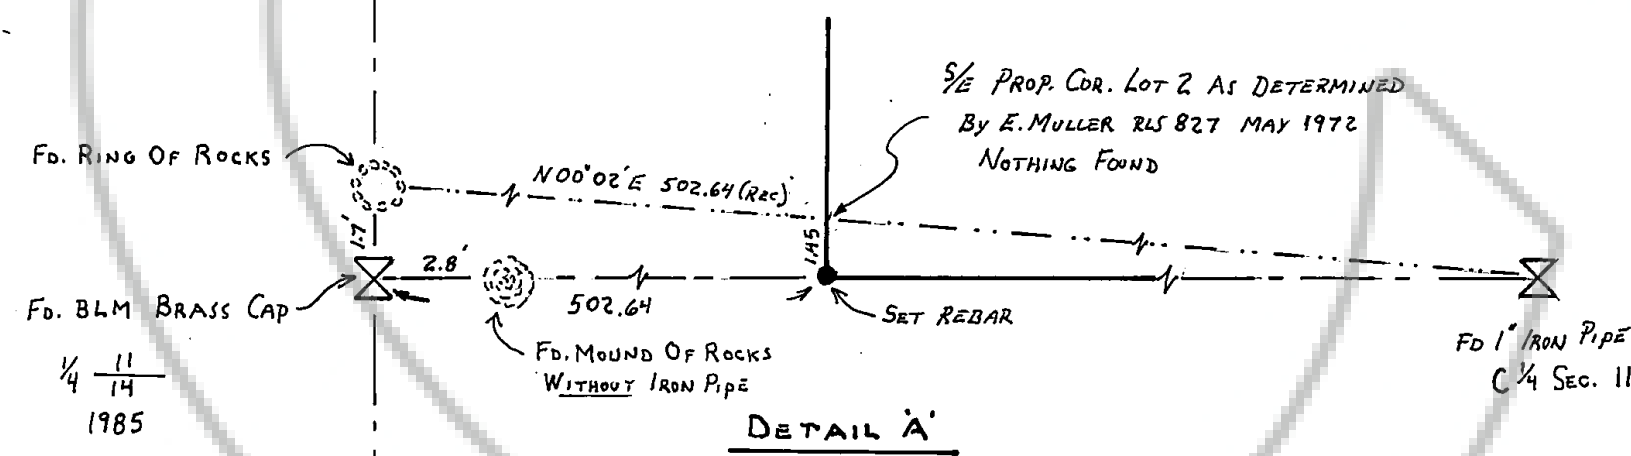 S/E PROP. COR. LOT 2 AS DETERMINED
BY E. MULLER RLS 827 MAY 1972
NOTHING FOUND
FD. RING OF ROCKS
N00°02'E 502.64 (REC)
1.7'
1.45
2.8'
502.64
FD. BLM BRASS CAP
SET REBAR
1/4 11
14
1985
FD. MOUND OF ROCKS
WITHOUT IRON PIPE
FD 1" IRON PIPE
C 1/4 SEC. 11
DETAIL 'A'